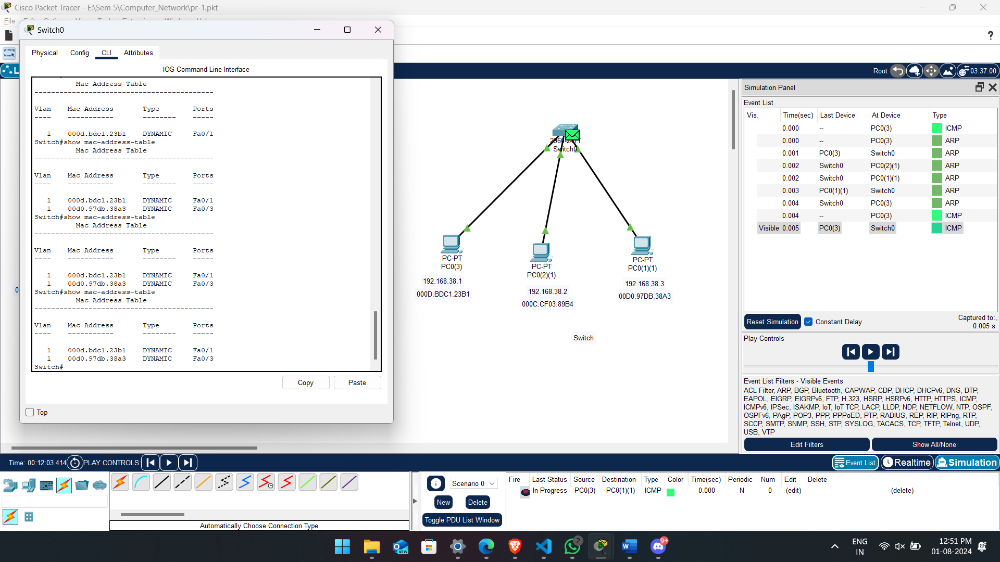 Cisco Packet Tracer - E:\Sem 5\Computer_Network\pr-1.pkt
File
Switch0
Physical Config CLI Attributes
IOS Command Line Interface
Mac Address Table
-------------------------------------------
Vlan Mac Address Type Ports
---- ----------- -------- -----
1 000d.bdc1.23b1 DYNAMIC Fa0/1
Switch#show mac-address-table
Mac Address Table
-------------------------------------------
Vlan Mac Address Type Ports
---- ----------- -------- -----
1 000d.bdc1.23b1 DYNAMIC Fa0/1
1 00d0.97db.38a3 DYNAMIC Fa0/3
Switch#show mac-address-table
Mac Address Table
-------------------------------------------
Vlan Mac Address Type Ports
---- ----------- -------- -----
1 000d.bdc1.23b1 DYNAMIC Fa0/1
1 00d0.97db.38a3 DYNAMIC Fa0/3
Switch#show mac-address-table
Mac Address Table
-------------------------------------------
Vlan Mac Address Type Ports
---- ----------- -------- -----
1 000d.bdc1.23b1 DYNAMIC Fa0/1
1 00d0.97db.38a3 DYNAMIC Fa0/3
Switch#
Copy Paste
Top
Root 03:37:00
Switch0
PC-PT
PC0(3)
192.168.38.1
000D.BDC1.23B1
PC-PT
PC0(2)(1)
192.168.38.2
000C.CF03.89B4
PC-PT
PC0(1)(1)
192.168.38.3
00D0.97DB.38A3
Switch
Simulation Panel
Event List
Vis. Time(sec) Last Device At Device Type
0.000 -- PC0(3) ICMP
0.000 -- PC0(3) ARP
0.001 PC0(3) Switch0 ARP
0.002 Switch0 PC0(2)(1) ARP
0.002 Switch0 PC0(1)(1) ARP
0.003 PC0(1)(1) Switch0 ARP
0.004 Switch0 PC0(3) ARP
0.004 -- PC0(3) ICMP
Visible 0.005 PC0(3) Switch0 ICMP
Reset Simulation Constant Delay Captured to:
0.005 s
Play Controls
Event List Filters - Visible Events
ACL Filter, ARP, BGP, Bluetooth, CAPWAP, CDP, DHCP, DHCPv6, DNS, DTP,
EAPOL, EIGRP, EIGRPv6, FTP, H.323, HSRP, HSRPv6, HTTP, HTTPS, ICMP,
ICMPv6, IPSec, ISAKMP, IoT, IoT TCP, LACP, LLDP, NDP, NETFLOW, NTP, OSPF,
OSPFv6, PAgP, POP3, PPP, PPPoED, PTP, RADIUS, REP, RIP, RIPng, RTP,
SCCP, SMTP, SNMP, SSH, STP, SYSLOG, TACACS, TCP, TFTP, Telnet, UDP,
USB, VTP
Edit Filters Show All/None
Time: 00:12:03.414 PLAY CONTROLS: Event List Realtime Simulation
Automatically Choose Connection Type
Scenario 0
New Delete
Toggle PDU List Window
Fire Last Status Source Destination Type Color Time(sec) Periodic Num Edit Delete
In Progress PC0(3) PC0(1)(1) ICMP 0.000 N 0 (edit) (delete)
NEW
2
9+
ENG
IN
12:51 PM
01-08-2024